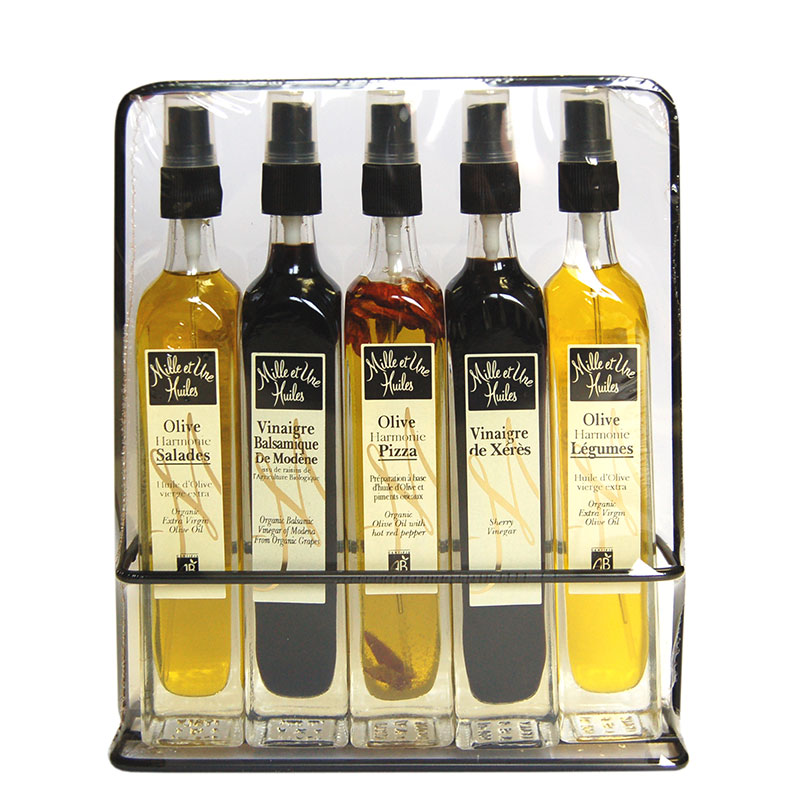 Mille et Une
Huiles
Olive
Harmonie
Salades
Huile d'Olive
vierge extra
Organic
Extra Virgin
Olive Oil
AB
Mille et Une
Huiles
Vinaigre
Balsamique
De Modène
issu de raisins de
l'Agriculture Biologique
Organic Balsamic
Vinegar of Modena
From Organic Grapes
Mille et Une
Huiles
Olive
Harmonie
Pizza
Préparation à base
d'huile d'Olive et
piments oiseaux
Organic
Olive Oil with
hot red pepper
AB
Mille et Une
Huiles
Vinaigre
de Xérès
Sherry
Vinegar
Mille et Une
Huiles
Olive
Harmonie
Légumes
Huile d'Olive
vierge extra
Organic
Extra Virgin
Olive Oil
AB